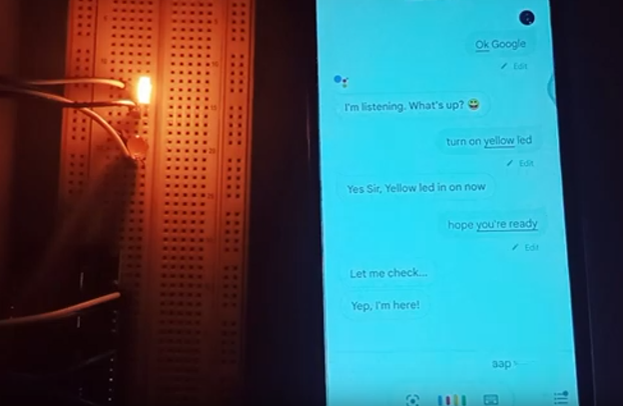 Ok Google
Edit
I'm listening. What's up? 😄
turn on yellow led
Edit
Yes Sir, Yellow led in on now
hope you're ready
Edit
Let me check...
Yep, I'm here!
aap